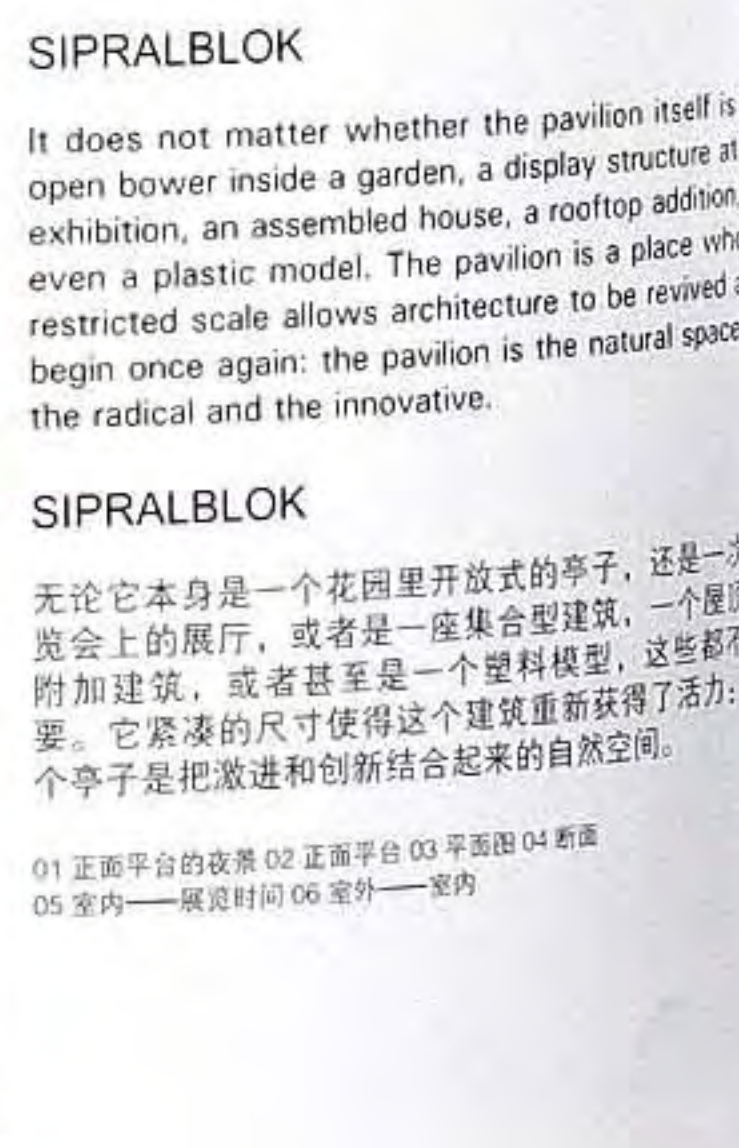 SIPRALBLOK
It does not matter whether the pavilion itself is
open bower inside a garden, a display structure at
exhibition, an assembled house, a rooftop addition,
even a plastic model. The pavilion is a place
restricted scale allows architecture to be revived
begin once again: the pavilion is the natural space
the radical and the innovative.
SIPRALBLOK
无论它本身是一个花园里开放式的亭子，还是一次
览会上的展厅，或者是一座集合型建筑，一个屋顶
附加建筑，或者甚至是一个塑料模型，这些都不
要。它紧凑的尺寸使得这个建筑重新获得了活力：
个亭子是把激进和创新结合起来的自然空间。
01 正面平台的夜景 02 正面平台 03 平面图 04 断面
05 室内——展览时间 06 室外——室内